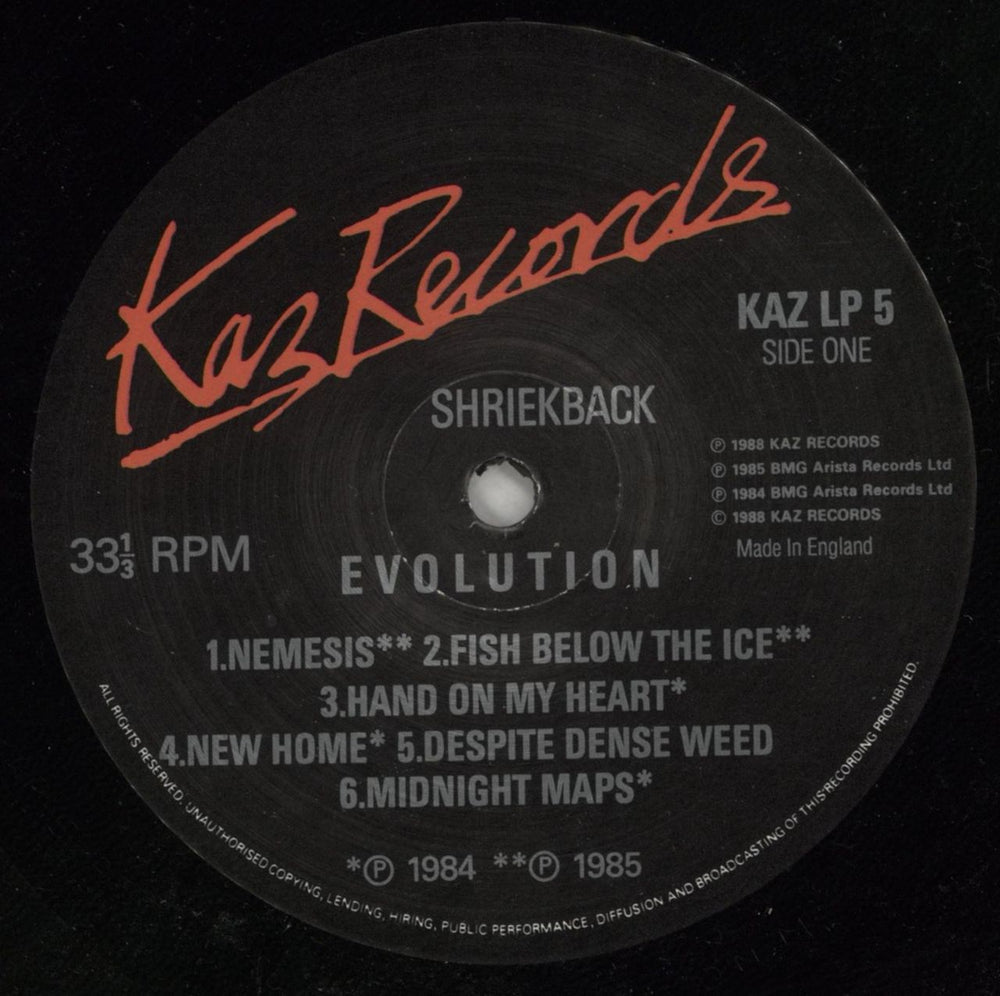 Kaz Records
KAZ LP 5
SIDE ONE
SHRIEKBACK
Ⓟ 1988 KAZ RECORDS
Ⓟ 1985 BMG Arista Records Ltd
Ⓟ 1984 BMG Arista Records Ltd
© 1988 KAZ RECORDS
Made In England
33⅓ RPM
EVOLUTION
1.NEMESIS** 2.FISH BELOW THE ICE**
3.HAND ON MY HEART*
4.NEW HOME* 5.DESPITE DENSE WEED
6.MIDNIGHT MAPS*
*Ⓟ 1984 **Ⓟ 1985
ALL RIGHTS RESERVED. UNAUTHORISED COPYING, LENDING, HIRING, PUBLIC PERFORMANCE, DIFFUSION AND BROADCASTING OF THIS RECORDING PROHIBITED.